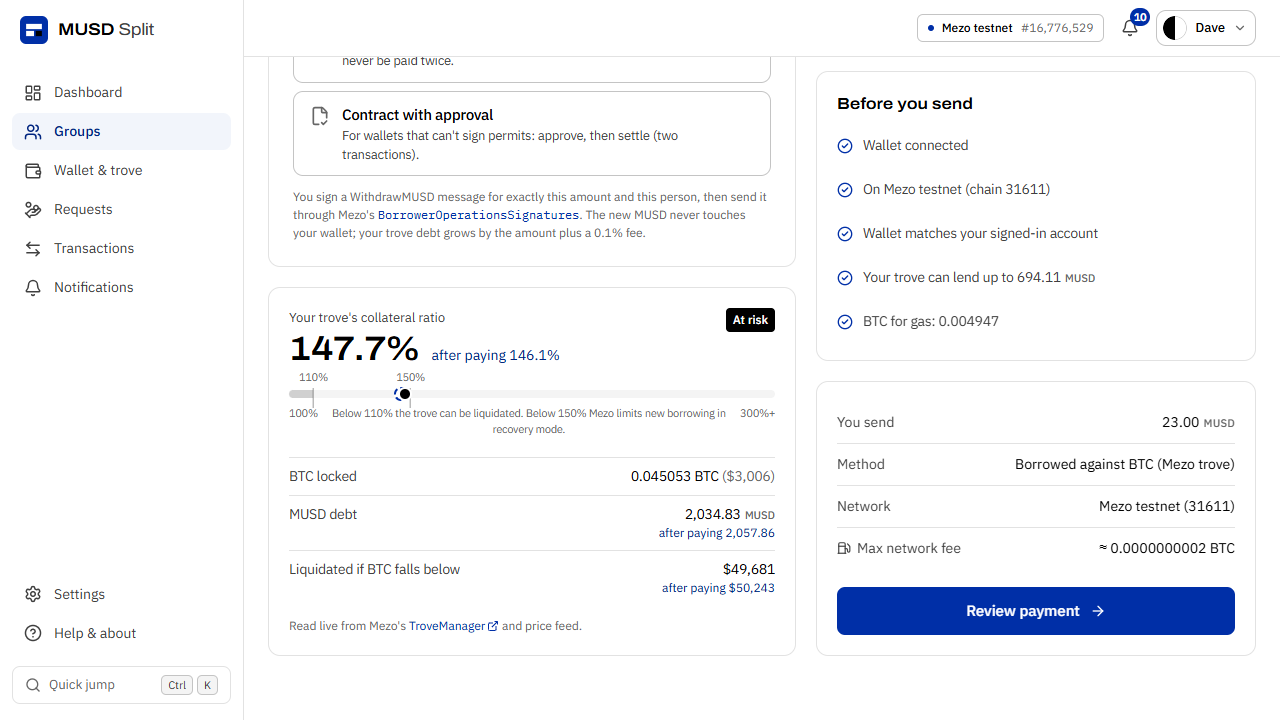 MUSD Split
Mezo testnet #16,776,529
10
Dave
Dashboard
Groups
Wallet & trove
Requests
Transactions
Notifications
Settings
Help & about
Quick jump
Ctrl
K
never be paid twice.
Contract with approval
For wallets that can't sign permits: approve, then settle (two
transactions).
You sign a WithdrawMUSD message for exactly this amount and this person, then send it
through Mezo's BorrowerOperationsSignatures. The new MUSD never touches
your wallet; your trove debt grows by the amount plus a 0.1% fee.
Your trove's collateral ratio
At risk
147.7% after paying 146.1%
110% 150%
100% Below 110% the trove can be liquidated. Below 150% Mezo limits new borrowing in 300%+
recovery mode.
BTC locked 0.045053 BTC ($3,006)
MUSD debt 2,034.83 MUSD
after paying 2,057.86
Liquidated if BTC falls below $49,681
after paying $50,243
Read live from Mezo's TroveManager and price feed.
Before you send
Wallet connected
On Mezo testnet (chain 31611)
Wallet matches your signed-in account
Your trove can lend up to 694.11 MUSD
BTC for gas: 0.004947
You send 23.00 MUSD
Method Borrowed against BTC (Mezo trove)
Network Mezo testnet (31611)
Max network fee ≈ 0.0000000002 BTC
Review payment →